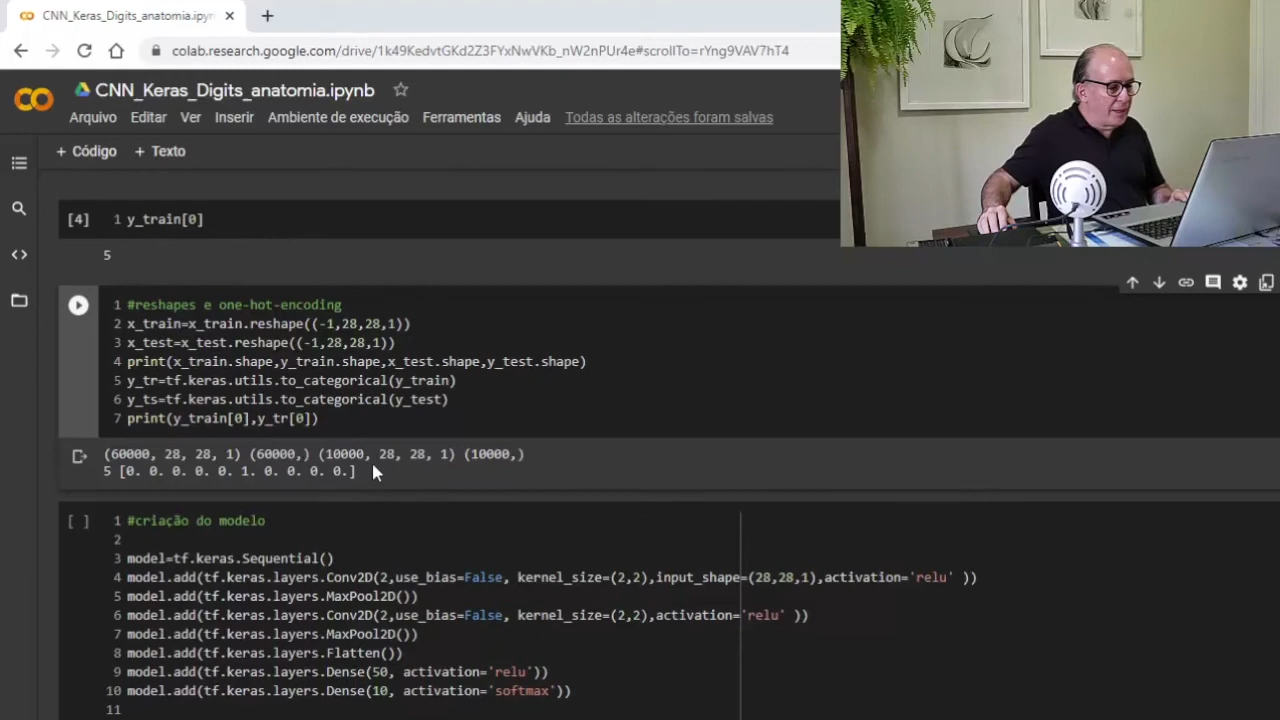 CNN_Keras_Digits_anatomia.ipyn
colab.research.google.com/drive/1k49KedvtGKd2Z3FYxNwVKb_nW2nPUr4e#scrollTo=rYng9VAV7hT4
CNN_Keras_Digits_anatomia.ipynb
Arquivo Editar Ver Inserir Ambiente de execução Ferramentas Ajuda Todas as alterações foram salvas
+ Código + Texto
[4] 1 y_train[0]
5
1 #reshapes e one-hot-encoding
2 x_train=x_train.reshape((-1,28,28,1))
3 x_test=x_test.reshape((-1,28,28,1))
4 print(x_train.shape,y_train.shape,x_test.shape,y_test.shape)
5 y_tr=tf.keras.utils.to_categorical(y_train)
6 y_ts=tf.keras.utils.to_categorical(y_test)
7 print(y_train[0],y_tr[0])
(60000, 28, 28, 1) (60000,) (10000, 28, 28, 1) (10000,)
5 [0. 0. 0. 0. 0. 1. 0. 0. 0. 0.]
[ ] 1 #criação do modelo
2
3 model=tf.keras.Sequential()
4 model.add(tf.keras.layers.Conv2D(2,use_bias=False, kernel_size=(2,2),input_shape=(28,28,1),activation='relu' ))
5 model.add(tf.keras.layers.MaxPool2D())
6 model.add(tf.keras.layers.Conv2D(2,use_bias=False, kernel_size=(2,2),activation='relu' ))
7 model.add(tf.keras.layers.MaxPool2D())
8 model.add(tf.keras.layers.Flatten())
9 model.add(tf.keras.layers.Dense(50, activation='relu'))
10 model.add(tf.keras.layers.Dense(10, activation='softmax'))
11